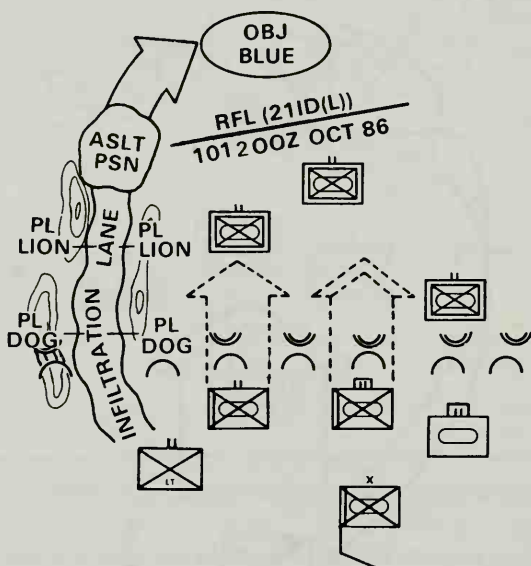 OBJ
BLUE
RFL (21ID(L))
101200Z OCT 86
ASLT
PSN
PL
LION
PL
LION
LANE
PL
DOG
PL
DOG
INFILTRATION
LT
X